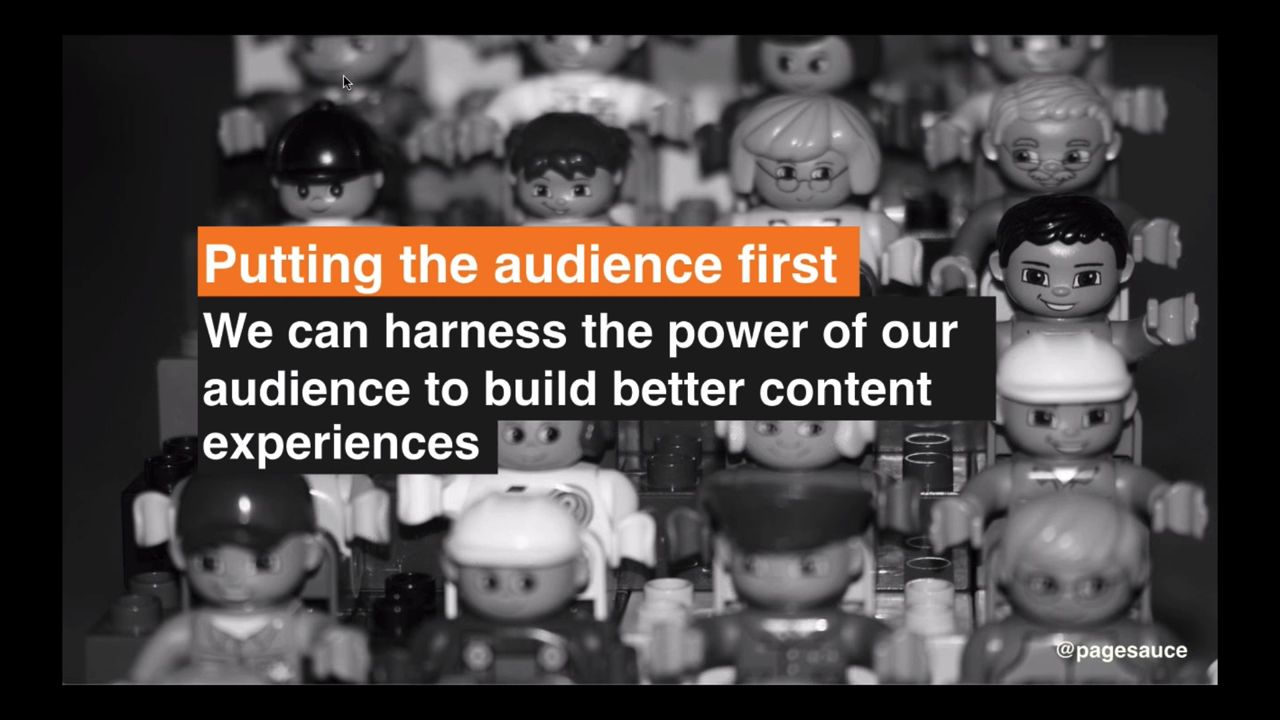 Putting the audience first
We can harness the power of our
audience to build better content
experiences
@pagesauce